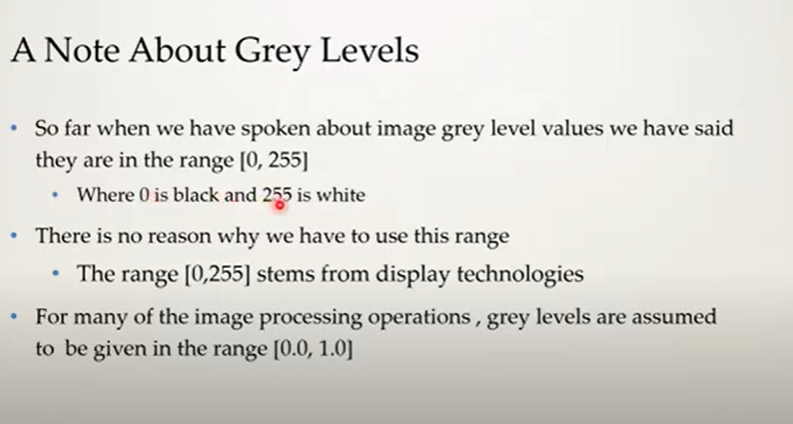 A Note About Grey Levels
• So far when we have spoken about image grey level values we have said
they are in the range [0, 255]
• Where 0 is black and 255 is white
• There is no reason why we have to use this range
• The range [0,255] stems from display technologies
• For many of the image processing operations , grey levels are assumed
to be given in the range [0.0, 1.0]